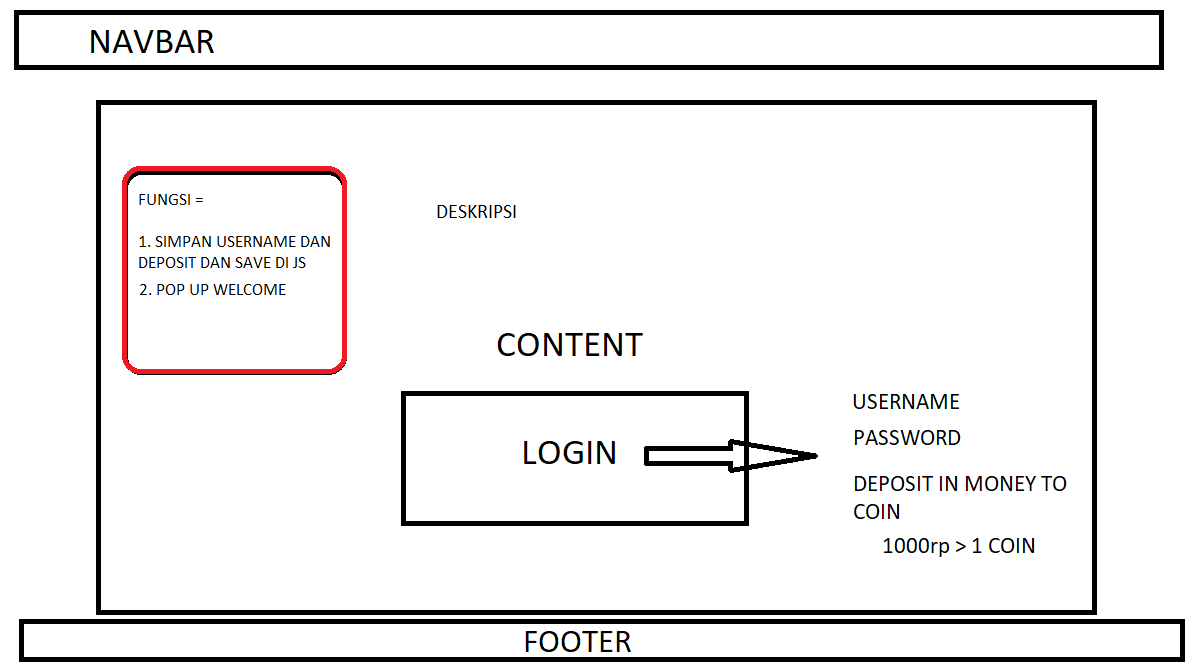 NAVBAR
FUNGSI =
1. SIMPAN USERNAME DAN
DEPOSIT DAN SAVE DI JS
2. POP UP WELCOME
DESKRIPSI
CONTENT
LOGIN
USERNAME
PASSWORD
DEPOSIT IN MONEY TO
COIN
1000rp > 1 COIN
FOOTER